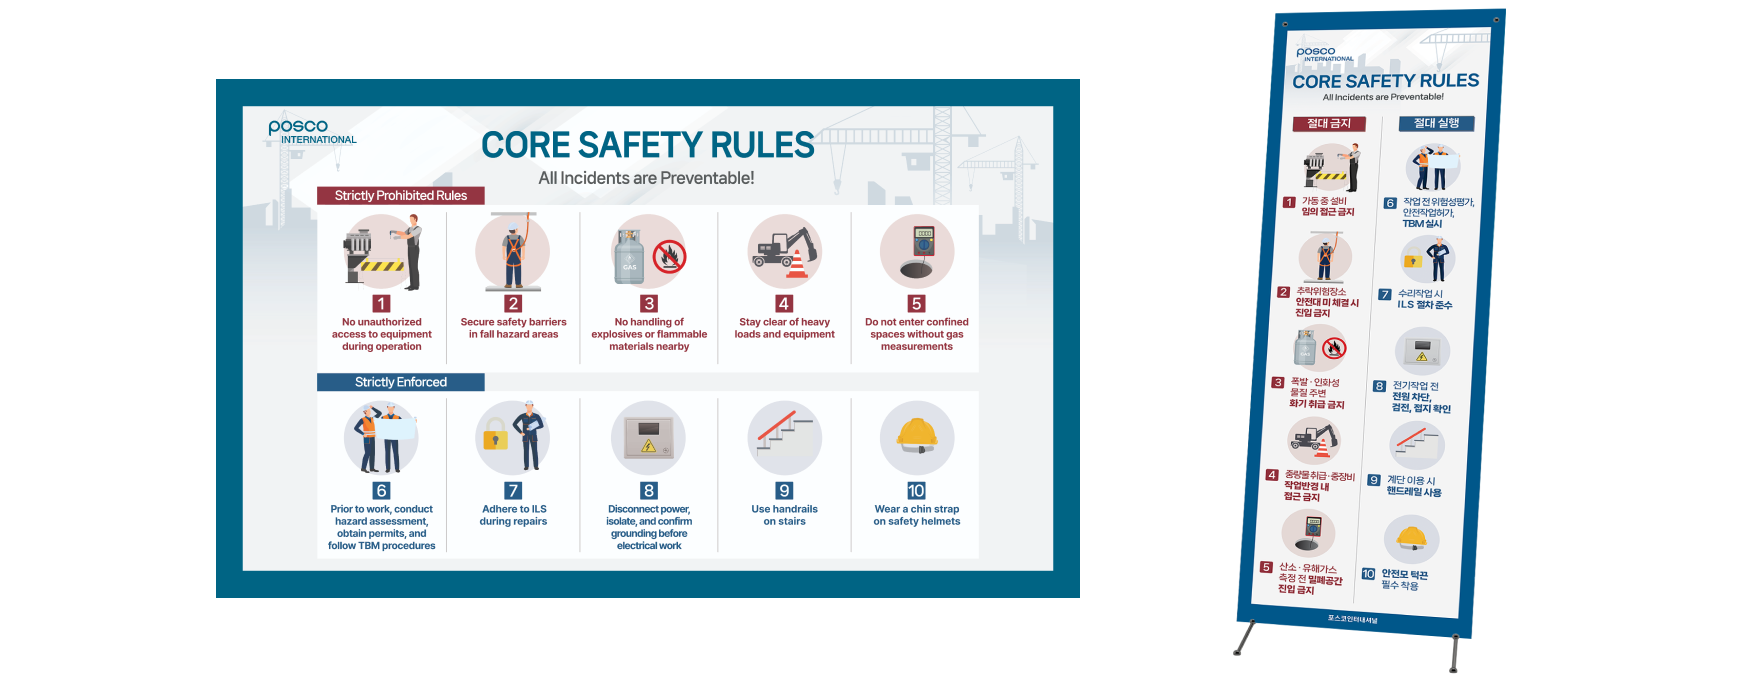 posco
INTERNATIONAL
CORE SAFETY RULES
All Incidents are Preventable!
Strictly Prohibited Rules
GAS
1
No unauthorized
access to equipment
during operation
2
Secure safety barriers
in fall hazard areas
3
No handling of
explosives or flammable
materials nearby
4
Stay clear of heavy
loads and equipment
5
Do not enter confined
spaces without gas
measurements
Strictly Enforced
6
Prior to work, conduct
hazard assessment,
obtain permits, and
follow TBM procedures
7
Adhere to ILS
during repairs
8
Disconnect power,
isolate, and confirm
grounding before
electrical work
9
Use handrails
on stairs
10
Wear a chin strap
on safety helmets
posco
INTERNATIONAL
CORE SAFETY RULES
All Incidents are Preventable!
절대 금지
1 가동 중 설비
임의 접근 금지
2 추락위험장소
안전대 미 체결 시
진입 금지
3 폭발 · 인화성
물질 주변
화기 취급 금지
4 중량물 취급 · 중장비
작업반경 내
접근 금지
5 산소 · 유해가스
측정 전 밀폐공간
진입 금지
절대 실행
6 작업 전 위험성평가,
안전작업허가,
TBM 실시
7 수리작업 시
ILS 절차 준수
8 전기작업 전
전원 차단,
검전, 접지 확인
9 계단 이용 시
핸드레일 사용
10 안전모 턱끈
필수 착용
포스코인터내셔널